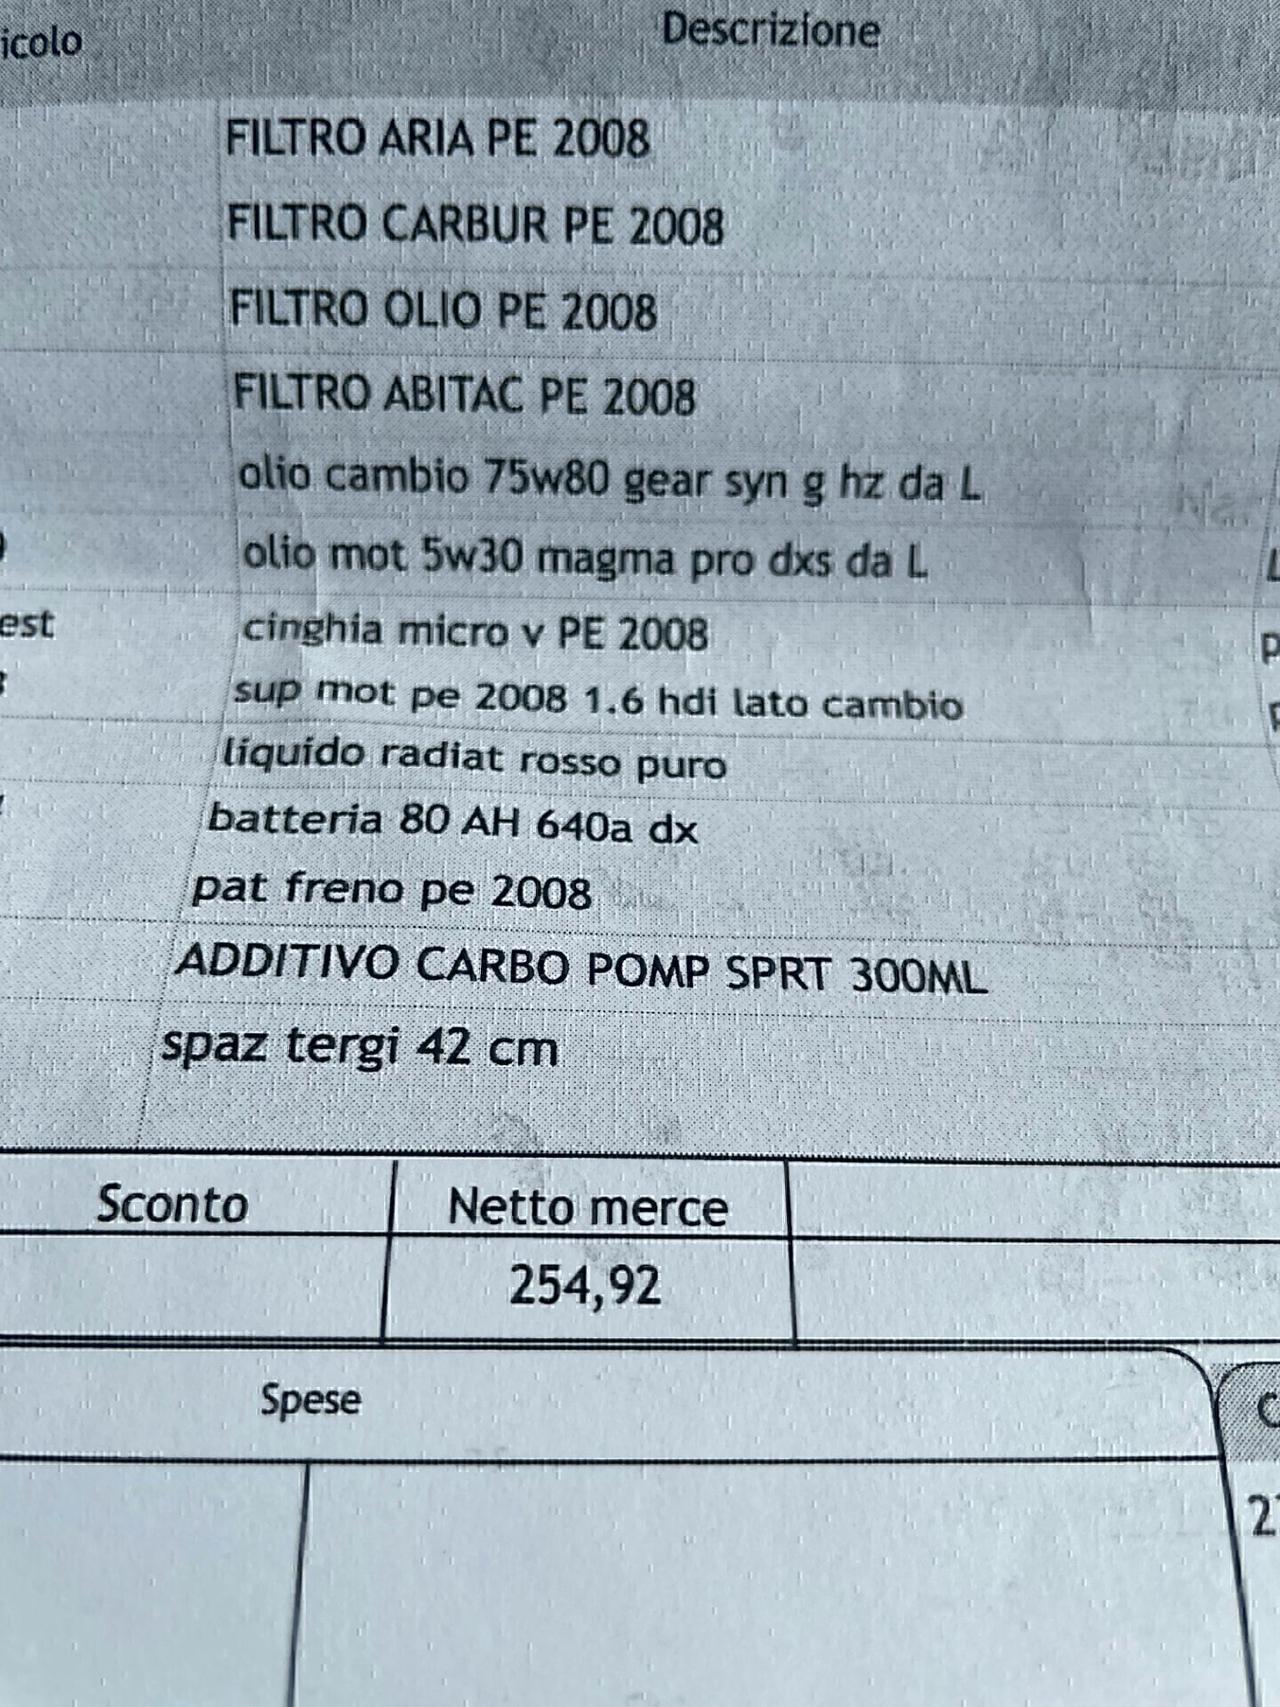 icolo Descrizione
FILTRO ARIA PE 2008
FILTRO CARBUR PE 2008
FILTRO OLIO PE 2008
FILTRO ABITAC PE 2008
olio cambio 75w80 gear syn g hz da L
olio mot 5w30 magma pro dxs da L
est cinghia micro v PE 2008
sup mot pe 2008 1.6 hdi lato cambio
liquido radiat rosso puro
batteria 80 AH 640a dx
pat freno pe 2008
ADDITIVO CARBO POMP SPRT 300ML
spaz tergi 42 cm
Sconto Netto merce
254,92
Spese